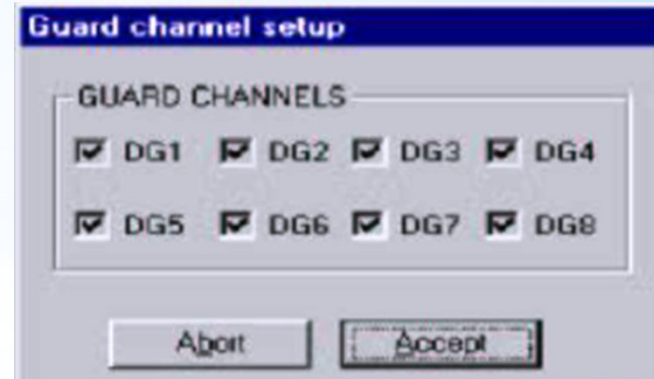 Guard channel setup
GUARD CHANNELS
DG1 DG2 DG3 DG4
DG5 DG6 DG7 DG8
Abort Accept